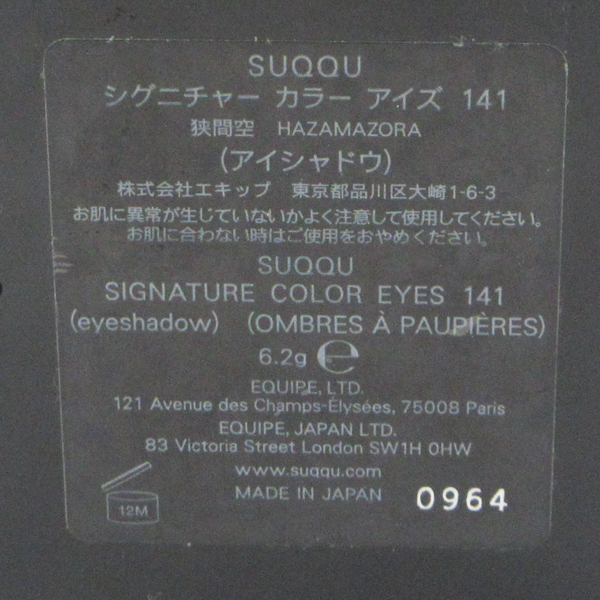 SUQQU
シグニチャー カラー アイズ 141
狭間空 HAZAMAZORA
(アイシャドウ)
株式会社エキップ 東京都品川区大崎1-6-3
お肌に異常が生じていないかよく注意して使用してください。
お肌に合わない時はご使用をおやめください。
SUQQU
SIGNATURE COLOR EYES 141
(eyeshadow) (OMBRES À PAUPIÈRES)
6.2g ℮
EQUIPE, LTD.
121 Avenue des Champs-Élysées, 75008 Paris
EQUIPE, JAPAN LTD.
83 Victoria Street London SW1H 0HW
www.suqqu.com
MADE IN JAPAN 0964
12M